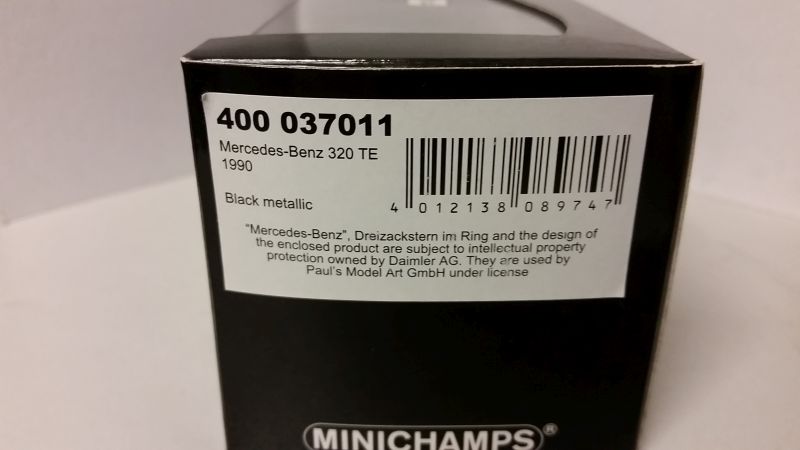 400 037011
Mercedes-Benz 320 TE
1990
Black metallic
4 012138 089747
"Mercedes-Benz", Dreizackstern im Ring and the design of
the enclosed product are subject to intellectual property
protection owned by Daimler AG. They are used by
Paul's Model Art GmbH under license
MINICHAMPS®